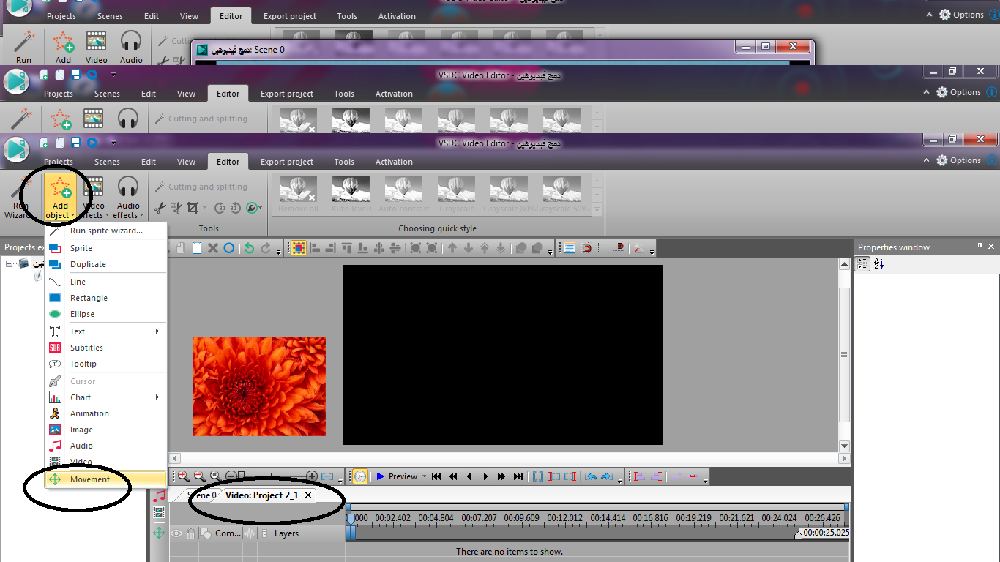 VSDC Video Editor - دمج فيديوهين
Projects Scenes Edit View Editor Export project Tools Activation Options
Run Add Video Audio Cutti
دمج فيديوهين: Scene 0
VSDC Video Editor - دمج فيديوهين
Projects Scenes Edit View Editor Export project Tools Activation Options
Cutting and splitting
VSDC Video Editor - دمج فيديوهين
Projects Scenes Edit View Editor Export project Tools Activation Options
Run Wizard Add object Video effects Audio effects
Cutting and splitting
Remove all Auto levels Auto contrast Grayscale Grayscale 80% Grayscale 50%
Tools Choosing quick style
Run sprite wizard...
Projects ex
Properties window
Sprite
Duplicate
Line
Rectangle
Ellipse
Text
Subtitles
SUB
Tooltip
Cursor
Chart
Animation
Image
Audio
Video
Movement
Preview
Scene 0 Video: Project 2_1
000 00:02.402 00:04.804 00:07.207 00:09.609 00:12.012 00:14.414 00:16.816 00:19.219 00:21.621 00:24.024 00:26.426
Com... Layers 00:00:25.025
There are no items to show.